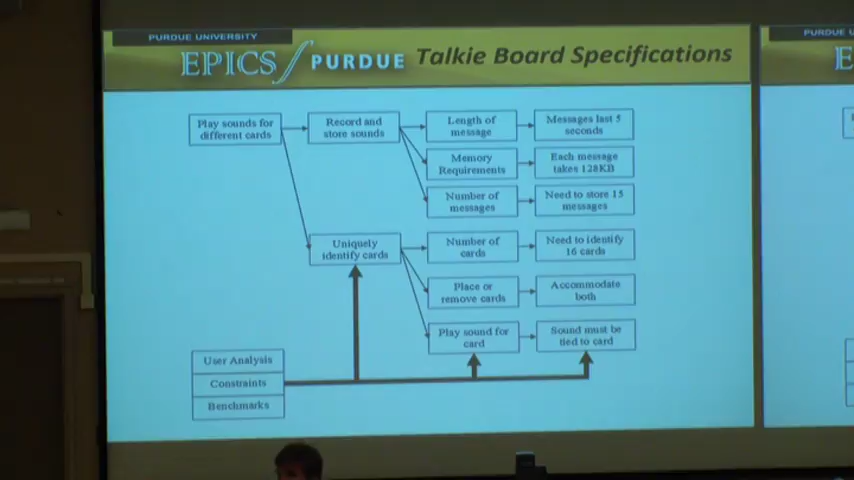 PURDUE UNIVERSITY
EPICS PURDUE Talkie Board Specifications
Play sounds for
different cards
Record and
store sounds
Length of
message
Messages last 5
seconds
Memory
Requirements
Each message
takes 128KB
Number of
messages
Need to store 15
messages
Uniquely
identify cards
Number of
cards
Need to identify
16 cards
Place or
remove cards
Accommodate
both
Play sound for
card
Sound must be
tied to card
User Analysis
Constraints
Benchmarks
PURDUE U
E